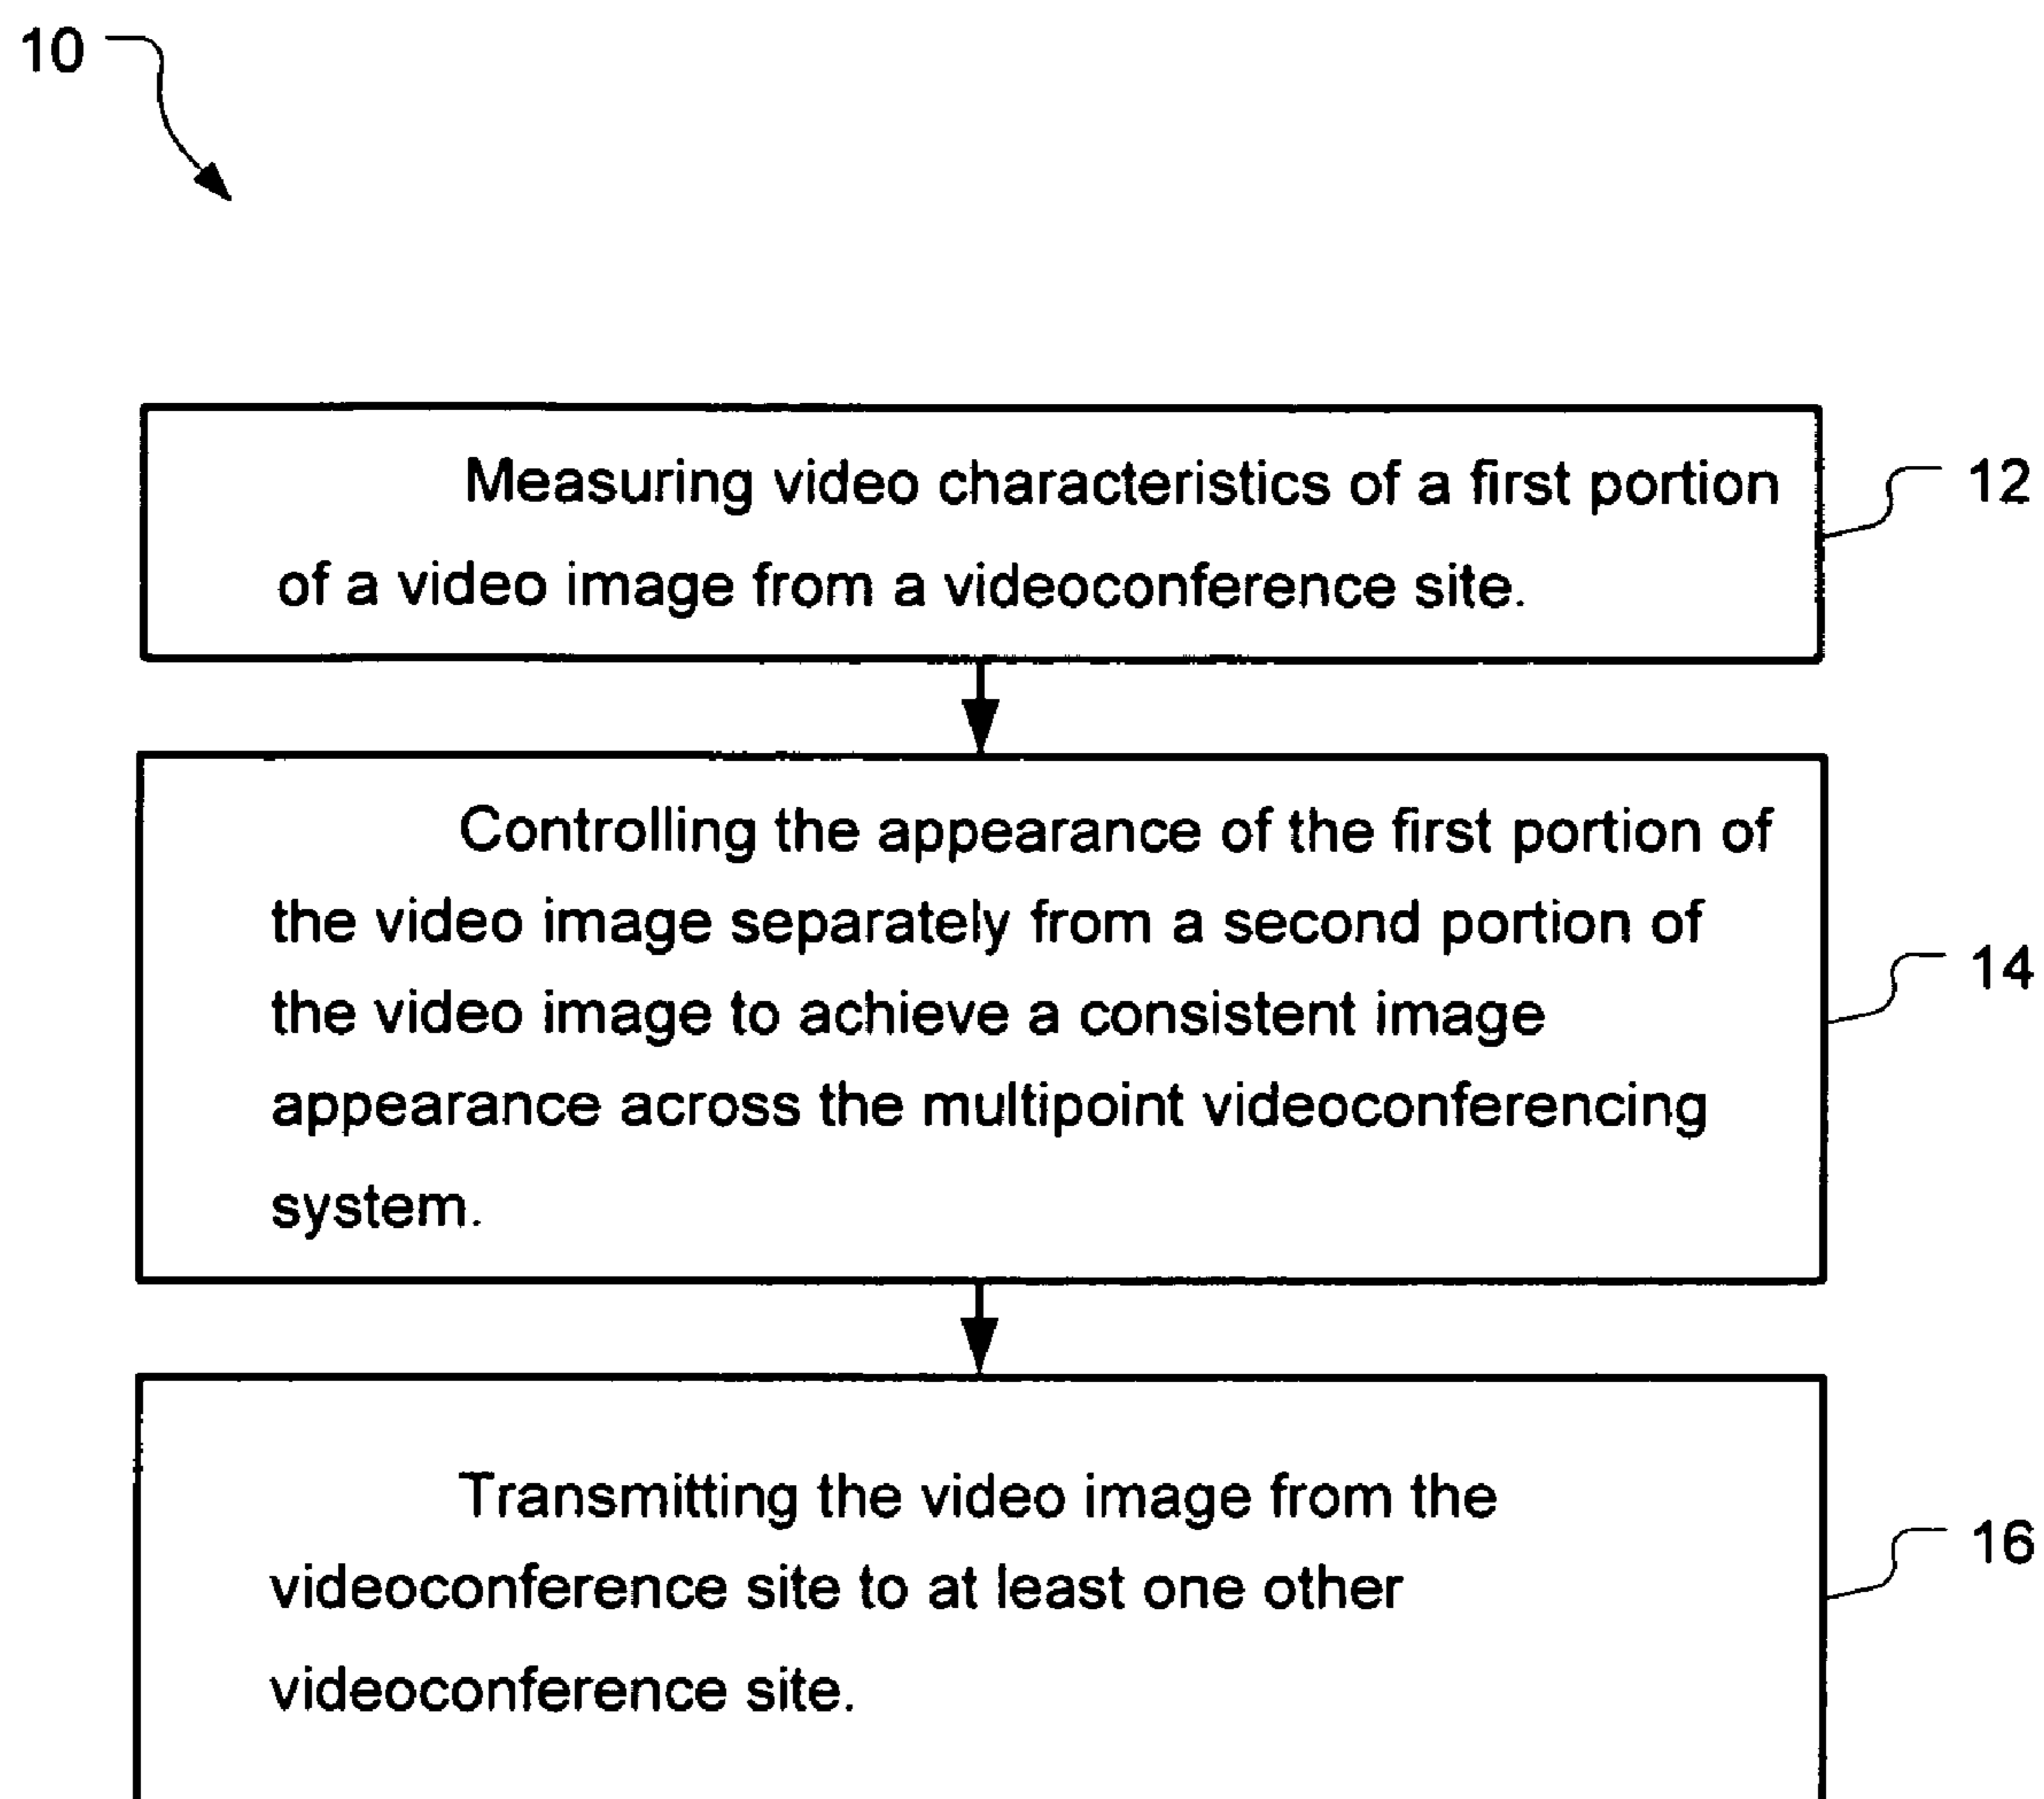 10
Measuring video characteristics of a first portion
of a video image from a videoconference site.
12
Controlling the appearance of the first portion of
the video image separately from a second portion of
the video image to achieve a consistent image
appearance across the multipoint videoconferencing
system.
14
Transmitting the video image from the
videoconference site to at least one other
videoconference site.
16